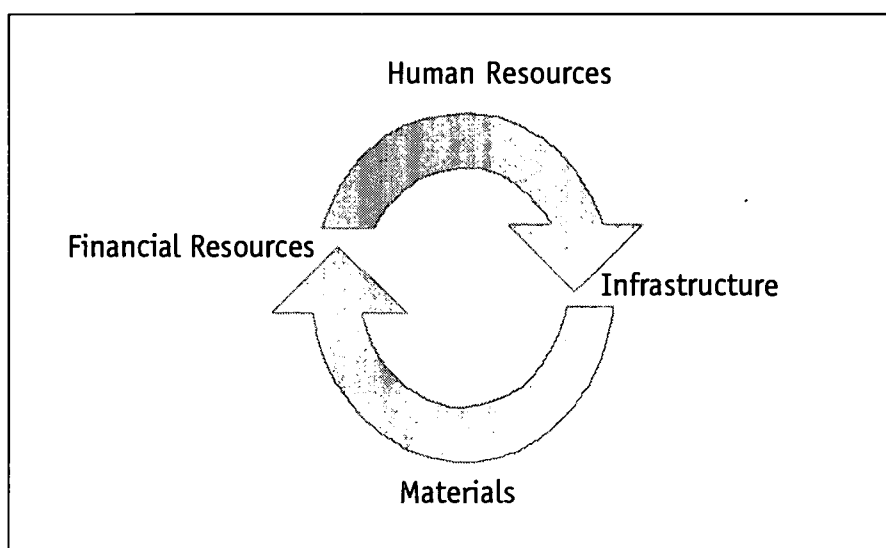 Human Resources
Financial Resources
Infrastructure
Materials